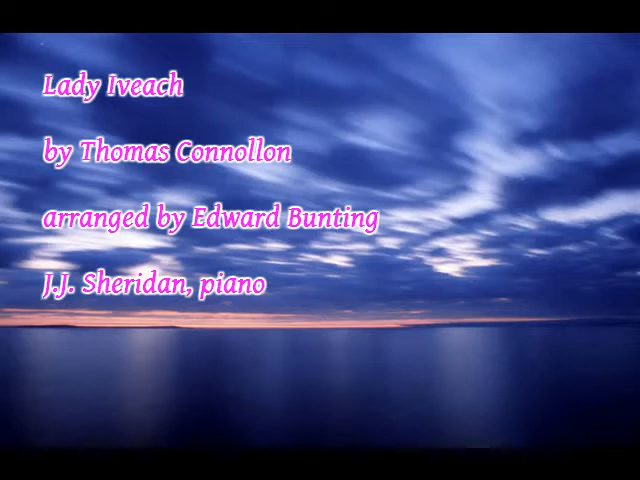 Lady Iveach
by Thomas Connollon
arranged by Edward Bunting
J.J. Sheridan, piano